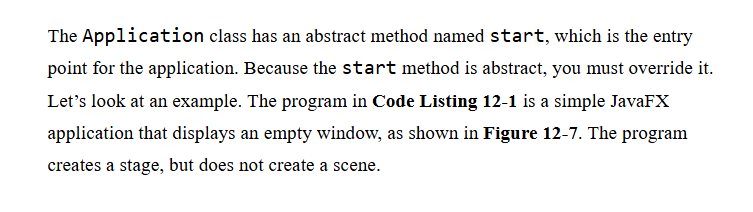 The Application class has an abstract method named start, which is the entry
point for the application. Because the start method is abstract, you must override it.
Let’s look at an example. The program in Code Listing 12-1 is a simple JavaFX
application that displays an empty window, as shown in Figure 12-7. The program
creates a stage, but does not create a scene.